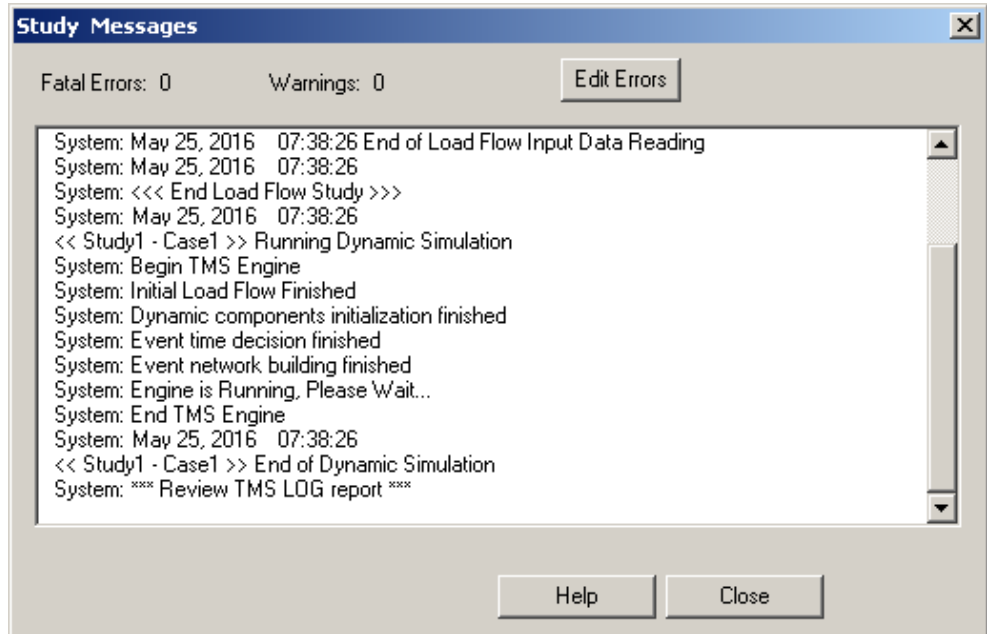 Study Messages
Fatal Errors: 0 Warnings: 0 Edit Errors
System: May 25, 2016 07:38:26 End of Load Flow Input Data Reading
System: May 25, 2016 07:38:26
System: <<< End Load Flow Study >>>
System: May 25, 2016 07:38:26
<< Study1 - Case1 >> Running Dynamic Simulation
System: Begin TMS Engine
System: Initial Load Flow Finished
System: Dynamic components initialization finished
System: Event time decision finished
System: Event network building finished
System: Engine is Running, Please Wait...
System: End TMS Engine
System: May 25, 2016 07:38:26
<< Study1 - Case1 >> End of Dynamic Simulation
System: *** Review TMS LOG report ***
Help Close